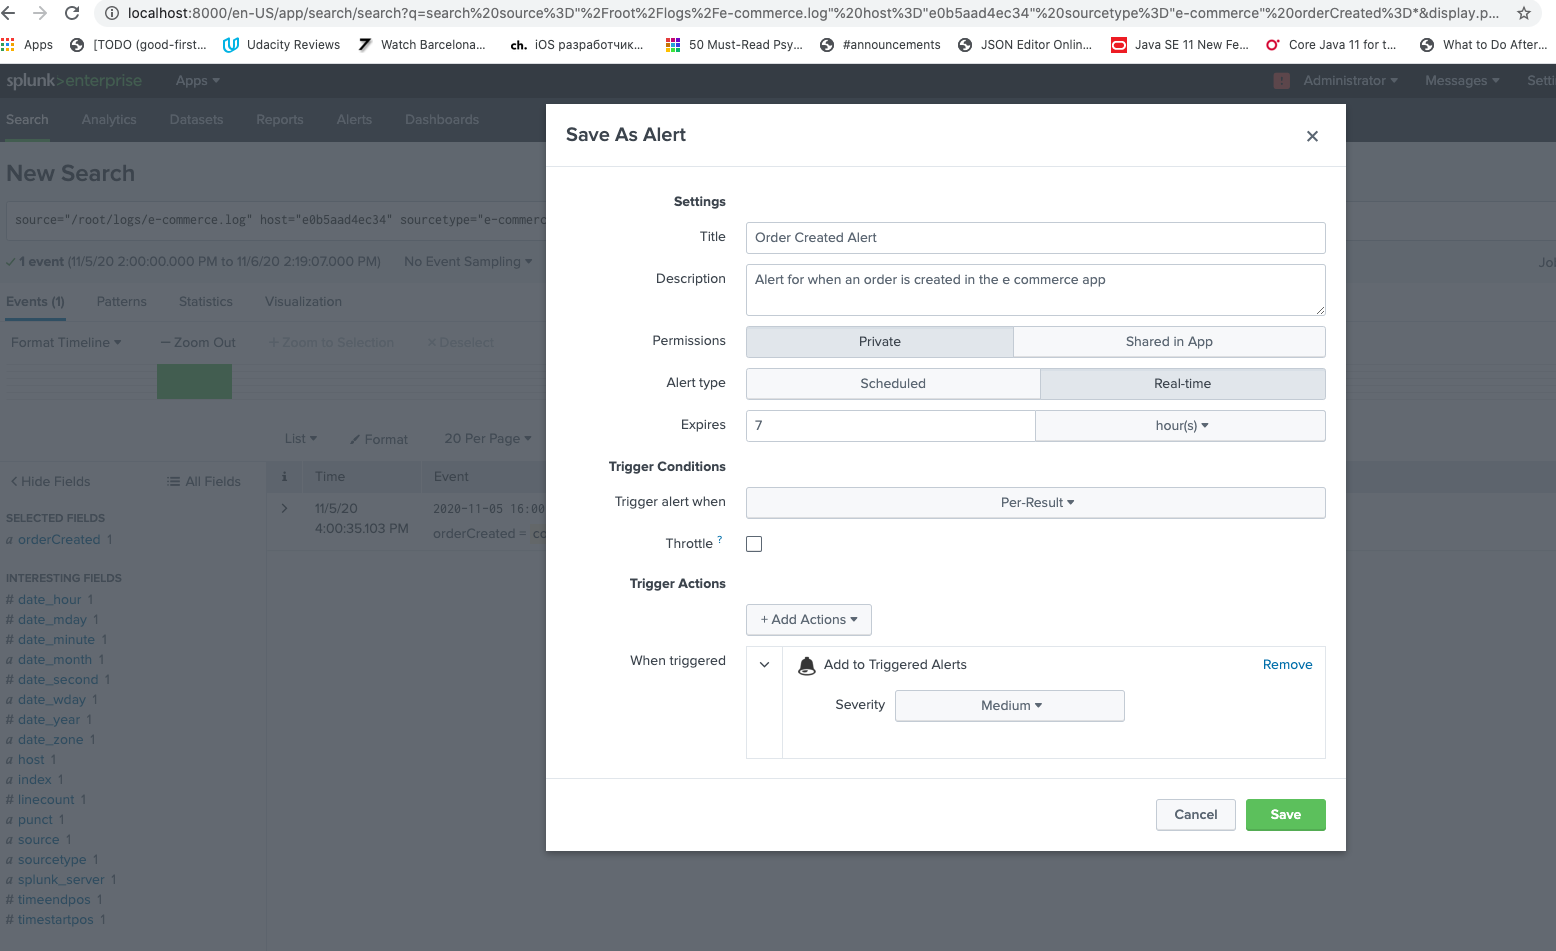 localhost:8000/en-US/app/search/search?q=search%20source%3D"%2Froot%2Flogs%2Fe-commerce.log"%20host%3D"e0b5aad4ec34"%20sourcetype%3D"e-commerce"%20orderCreated%3D*&display.p...
Apps [TODO (good-first... Udacity Reviews Watch Barcelona... ch. iOS разработчик... 50 Must-Read Psy... #announcements JSON Editor Onlin... Java SE 11 New Fe... Core Java 11 for t... What to Do After...
splunk>enterprise Apps ! Administrator Messages Setti
Search Analytics Datasets Reports Alerts Dashboards
New Search
source="/root/logs/e-commerce.log" host="e0b5aad4ec34" sourcetype="e-commerc
1 event (11/5/20 2:00:00.000 PM to 11/6/20 2:19:07.000 PM) No Event Sampling
Jo
Events (1) Patterns Statistics Visualization
Format Timeline — Zoom Out + Zoom to Selection × Deselect
List Format 20 Per Page
< Hide Fields All Fields
i Time Event
SELECTED FIELDS
a orderCreated 1
INTERESTING FIELDS
# date_hour 1
# date_mday 1
# date_minute 1
a date_month 1
# date_second 1
a date_wday 1
# date_year 1
a date_zone 1
a host 1
a index 1
# linecount 1
a punct 1
a source 1
a sourcetype 1
a splunk_server 1
# timeendpos 1
# timestartpos 1
11/5/20
4:00:35.103 PM
2020-11-05 16:00
orderCreated = co
Save As Alert
Settings
Title Order Created Alert
Description Alert for when an order is created in the e commerce app
Permissions Private Shared in App
Alert type Scheduled Real-time
Expires 7 hour(s)
Trigger Conditions
Trigger alert when Per-Result
Throttle ?
Trigger Actions
+ Add Actions
When triggered Add to Triggered Alerts Remove
Severity Medium
Cancel Save